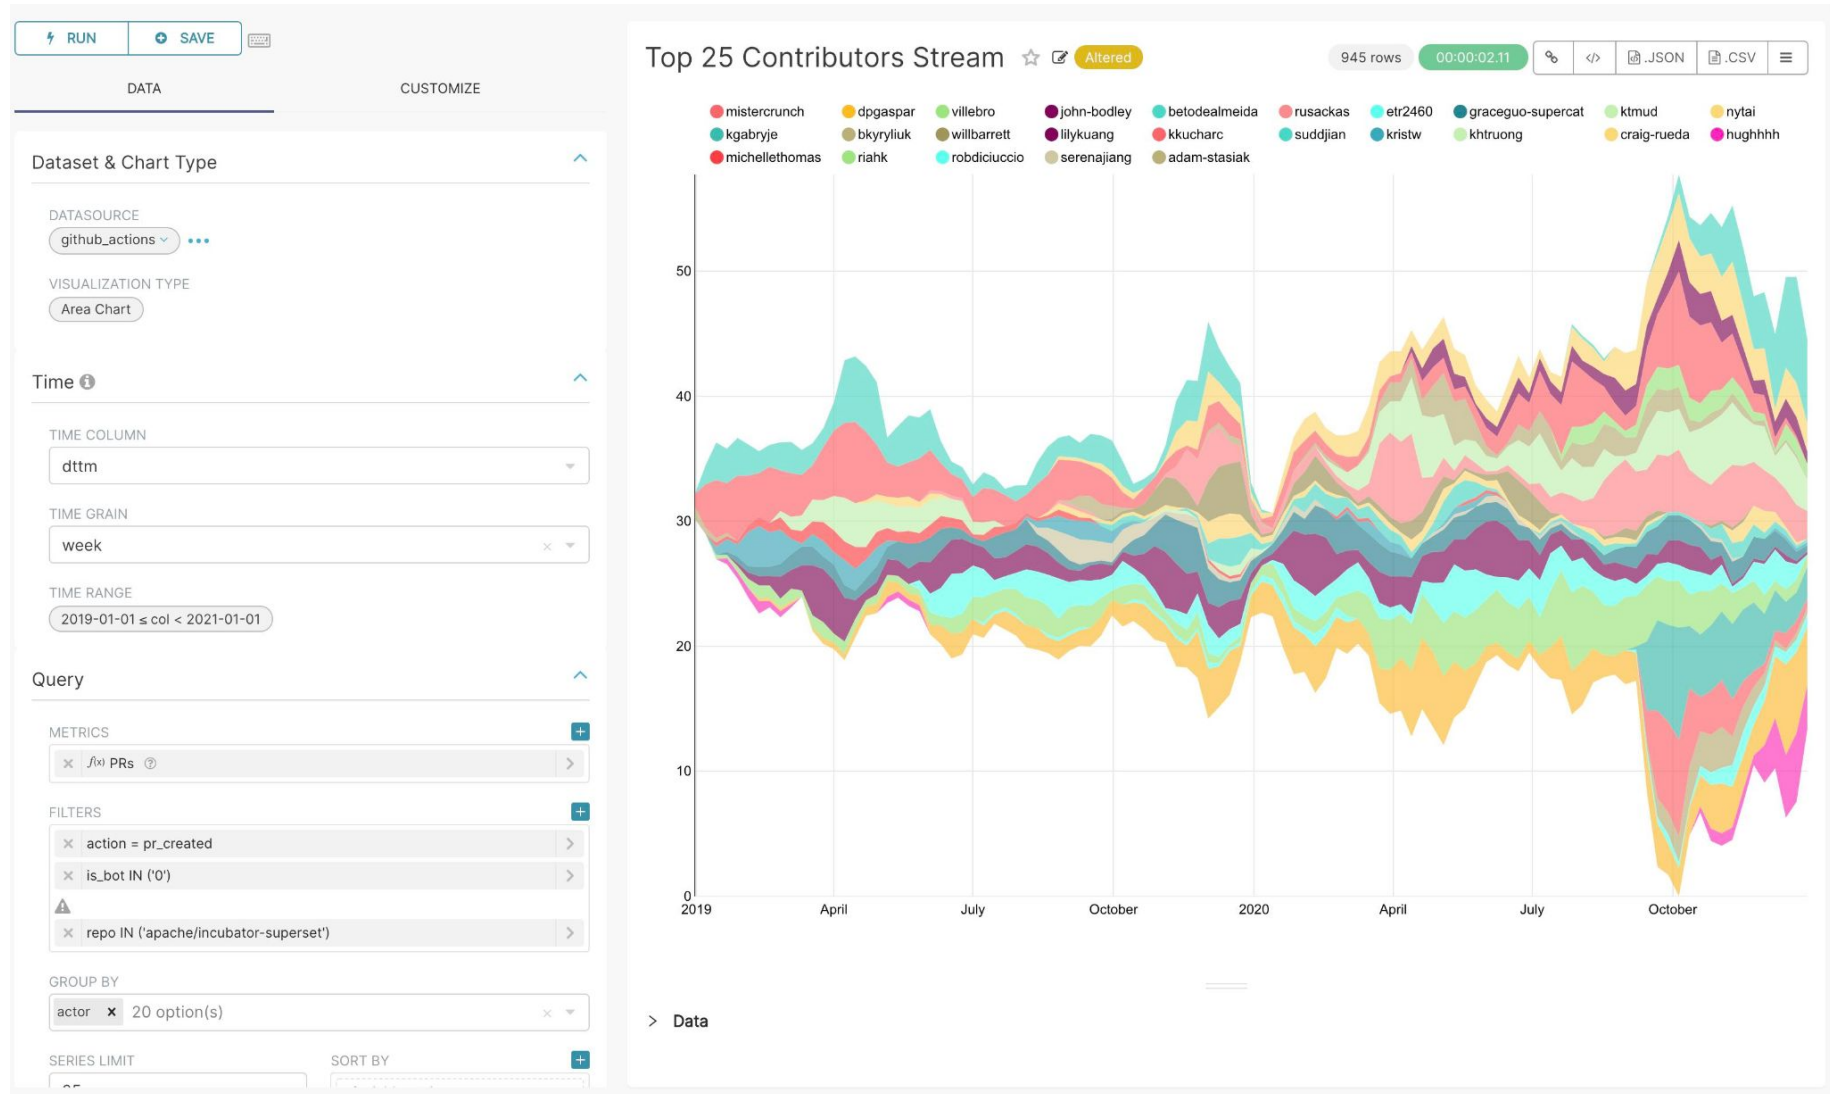 RUN
SAVE
DATA
CUSTOMIZE
Dataset & Chart Type
DATASOURCE
github_actions
VISUALIZATION TYPE
Area Chart
Time
TIME COLUMN
dttm
TIME GRAIN
week
TIME RANGE
2019-01-01 ≤ col < 2021-01-01
Query
METRICS
f(x) PRs
FILTERS
action = pr_created
is_bot IN ('0')
repo IN ('apache/incubator-superset')
GROUP BY
actor × 20 option(s)
SERIES LIMIT
SORT BY
Top 25 Contributors Stream
Altered
945 rows
00:00:02.11
</>
.JSON
.CSV
mistercrunch dpgaspar villebro john-bodley betodealmeida rusackas etr2460 graceguo-supercat ktmud nytai
kgabryje bkyryliuk willbarrett lilykuang kkucharc suddjian kristw khtruong craig-rueda hughhhh
michellethomas riahk robdiciuccio serenajiang adam-stasiak
50
40
30
20
10
0
2019 April July October 2020 April July October
Data